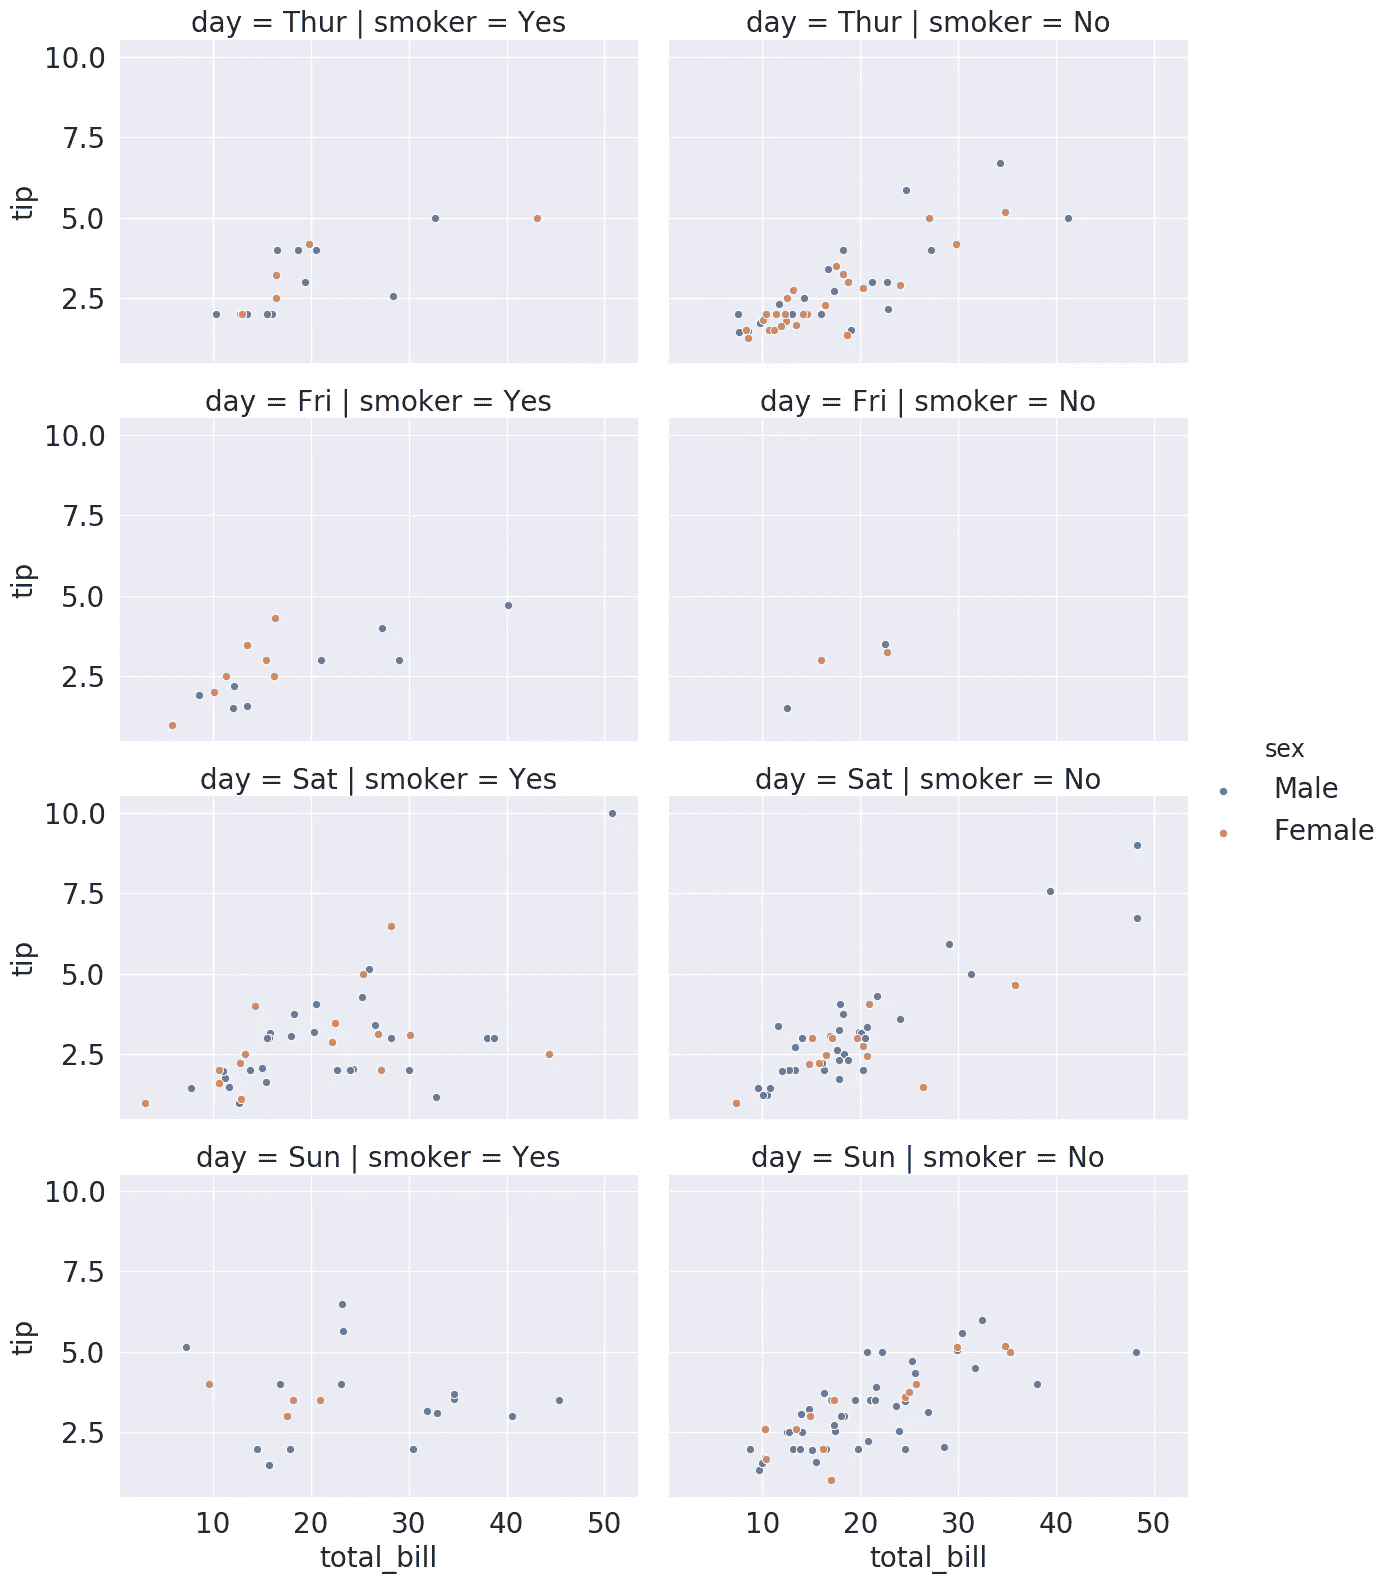 day = Thur | smoker = Yes
day = Thur | smoker = No
10.0
7.5
5.0
2.5
tip
day = Fri | smoker = Yes
day = Fri | smoker = No
10.0
7.5
5.0
2.5
tip
day = Sat | smoker = Yes
day = Sat | smoker = No
10.0
7.5
5.0
2.5
tip
sex
Male
Female
day = Sun | smoker = Yes
day = Sun | smoker = No
10.0
7.5
5.0
2.5
tip
10 20 30 40 50
10 20 30 40 50
total_bill
total_bill